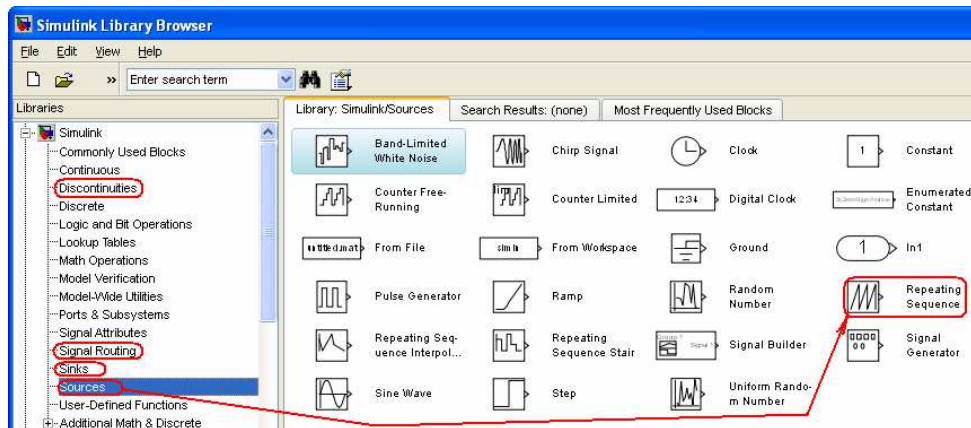 Simulink Library Browser
File Edit View Help
» Enter search term
Libraries
Simulink
Commonly Used Blocks
Continuous
Discontinuities
Discrete
Logic and Bit Operations
Lookup Tables
Math Operations
Model Verification
Model-Wide Utilities
Ports & Subsystems
Signal Attributes
Signal Routing
Sinks
Sources
User-Defined Functions
Additional Math & Discrete
Library: Simulink/Sources Search Results: (none) Most Frequently Used Blocks
Band-Limited
White Noise
Chirp Signal
Clock
1
Constant
Counter Free-
Running
Counter Limited
12:34
Digital Clock
Enumerated
Constant
untitled.mat
From File
simin
From Workspace
Ground
1
In1
Pulse Generator
Ramp
Random
Number
Repeating
Sequence
Repeating Seq-
uence Interpol...
Repeating
Sequence Stair
Signal 1
Signal Builder
Signal
Generator
Sine Wave
Step
Uniform Rando-
m Number